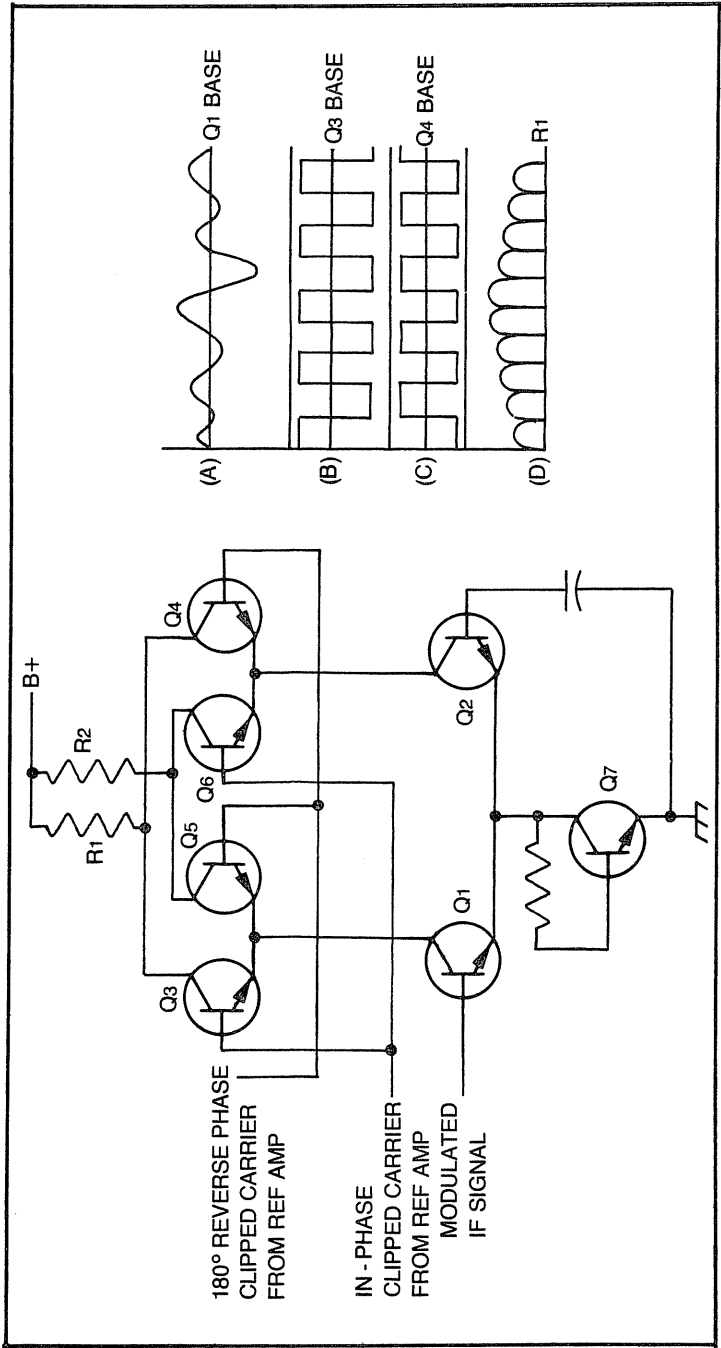 B+
R1
R2
Q3
Q5
Q6
Q4
180° REVERSE PHASE
CLIPPED CARRIER
FROM REF AMP
IN - PHASE
CLIPPED CARRIER
FROM REF AMP
MODULATED
IF SIGNAL
Q1
Q2
Q7
(A)
Q1 BASE
(B)
Q3 BASE
(C)
Q4 BASE
(D)
R1